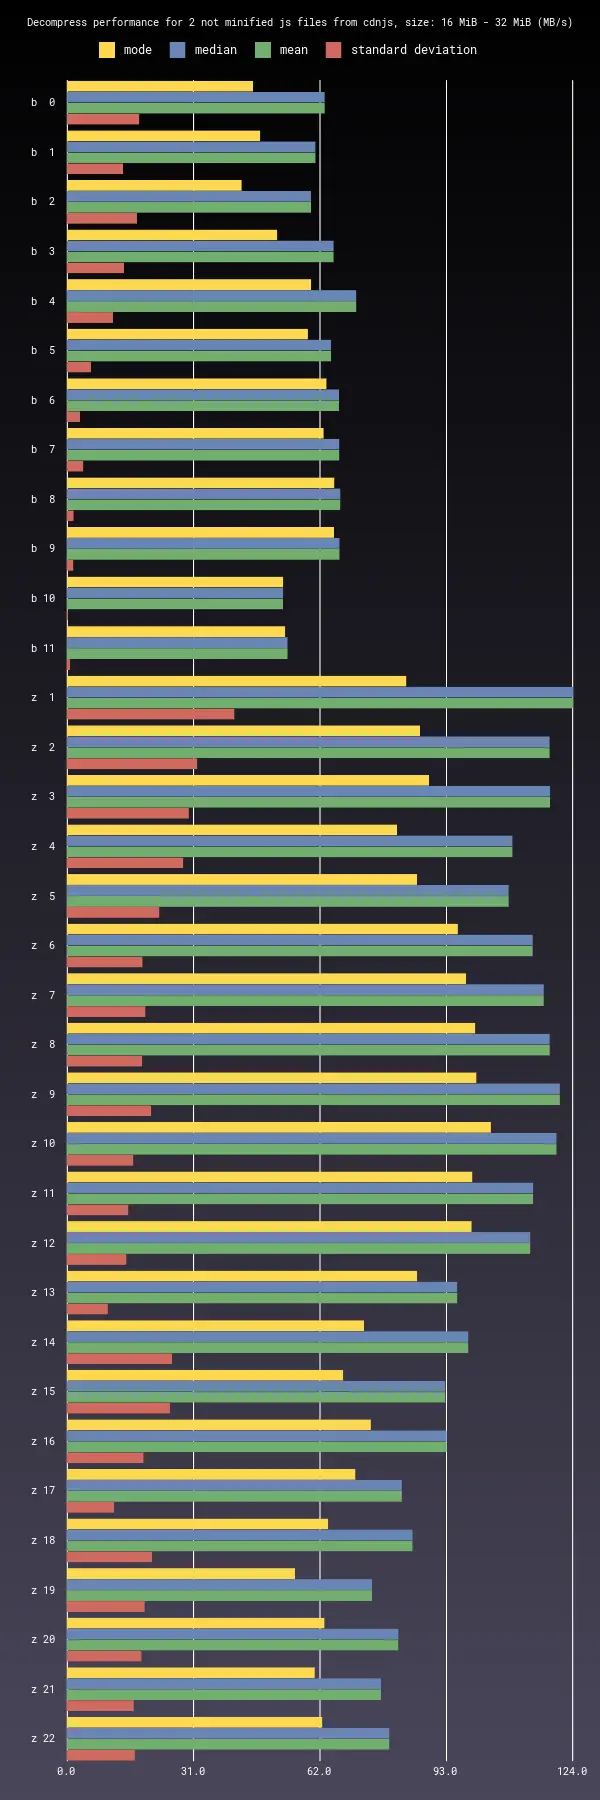 Decompress performance for 2 not minified js files from cdnjs, size: 16 MiB - 32 MiB (MB/s)
mode median mean standard deviation
b 0
b 1
b 2
b 3
b 4
b 5
b 6
b 7
b 8
b 9
b 10
b 11
z 1
z 2
z 3
z 4
z 5
z 6
z 7
z 8
z 9
z 10
z 11
z 12
z 13
z 14
z 15
z 16
z 17
z 18
z 19
z 20
z 21
z 22
0.0 31.0 62.0 93.0 124.0